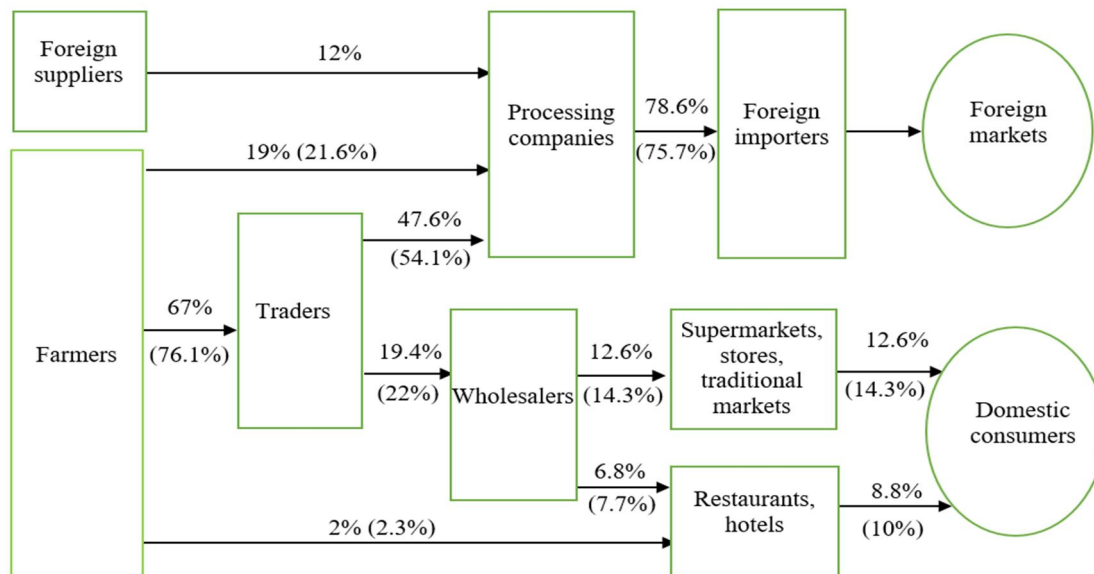 Foreign
suppliers
12%
Processing
companies
78.6%
(75.7%)
Foreign
importers
Foreign
markets
19% (21.6%)
47.6%
(54.1%)
Farmers
67%
(76.1%)
Traders
19.4%
(22%)
Wholesalers
12.6%
(14.3%)
Supermarkets,
stores,
traditional
markets
12.6%
(14.3%)
Domestic
consumers
6.8%
(7.7%)
Restaurants,
hotels
8.8%
(10%)
2% (2.3%)